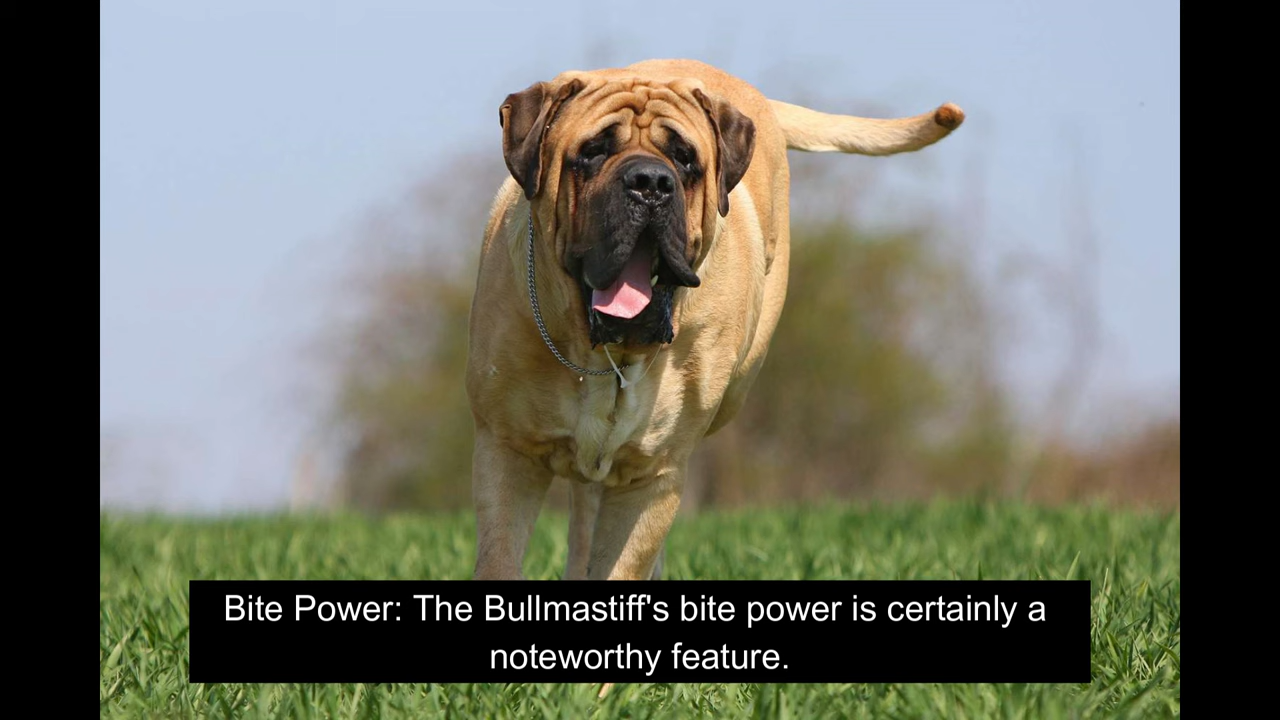 Bite Power: The Bullmastiff's bite power is certainly a
noteworthy feature.